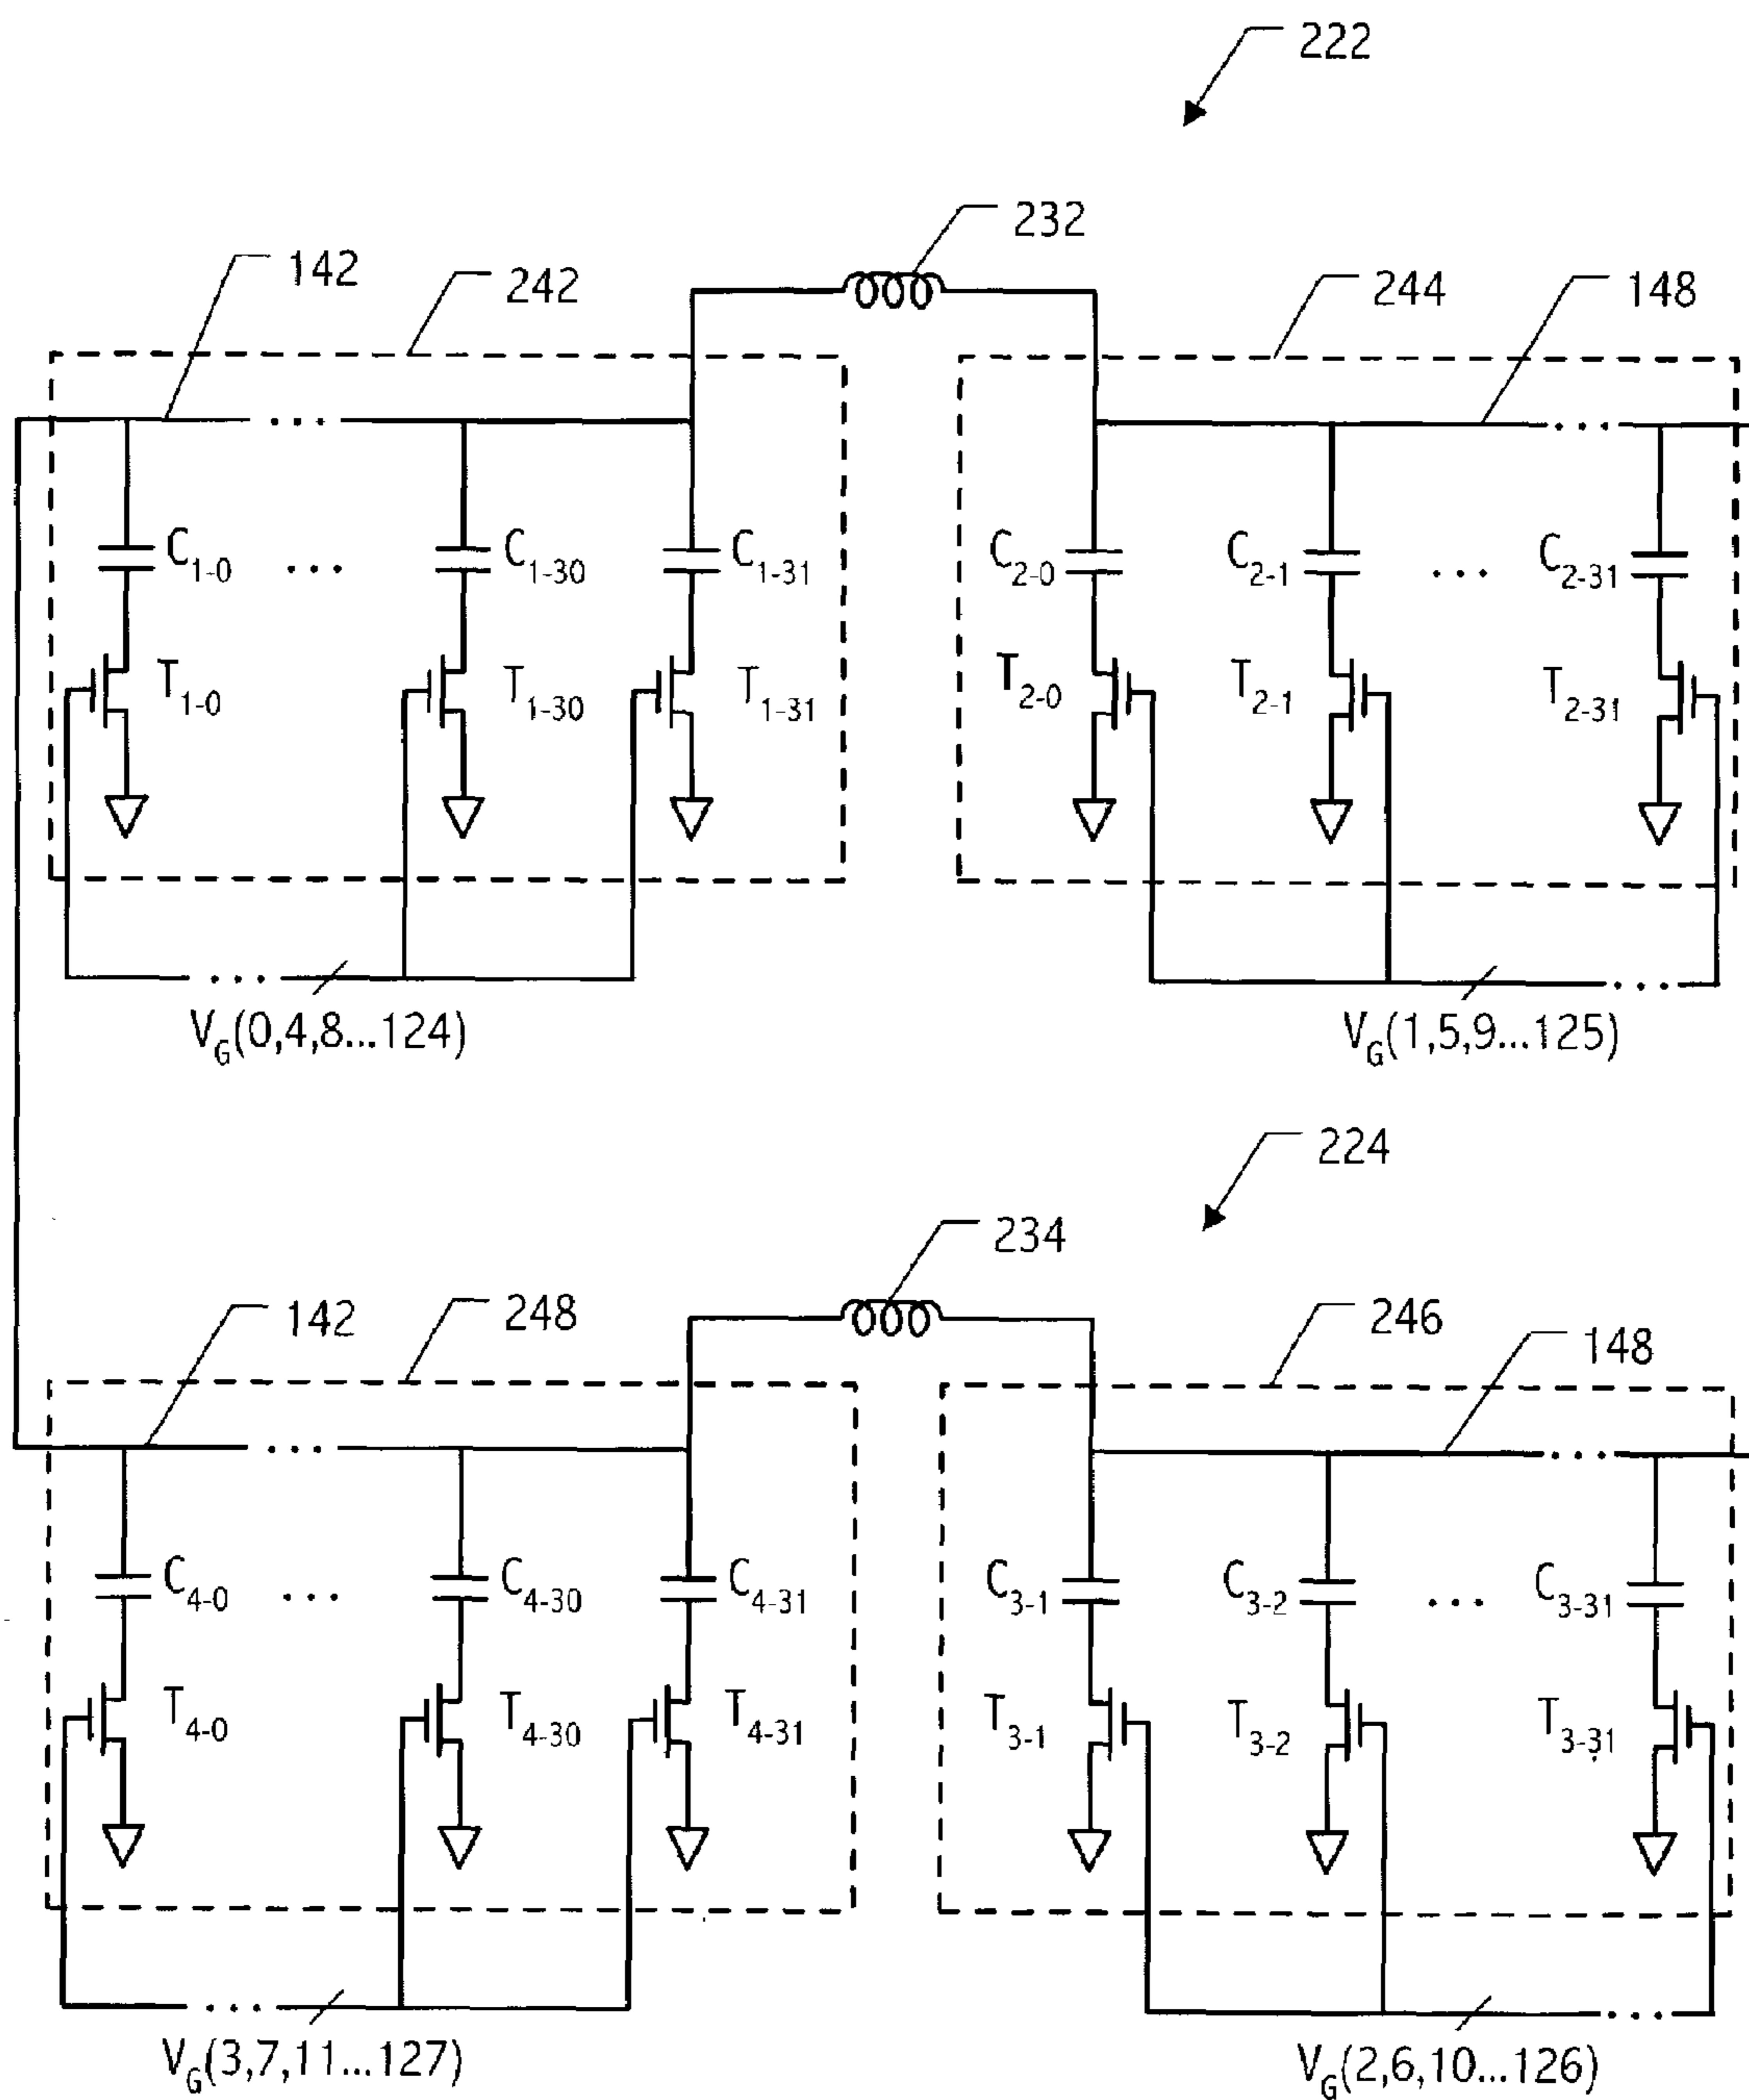 222
232
142
242
244
148
...
...
C1-0
...
C1-30
C1-31
C2-0
C2-1
...
C2-31
T1-0
T1-30
T1-31
T2-0
T2-1
T2-31
...
...
VG(0,4,8...124)
VG(1,5,9...125)
224
234
142
248
246
148
...
...
C4-0
...
C4-30
C4-31
C3-1
C3-2
...
C3-31
T4-0
T4-30
T4-31
T3-1
T3-2
T3-31
...
...
VG(3,7,11...127)
VG(2,6,10...126)